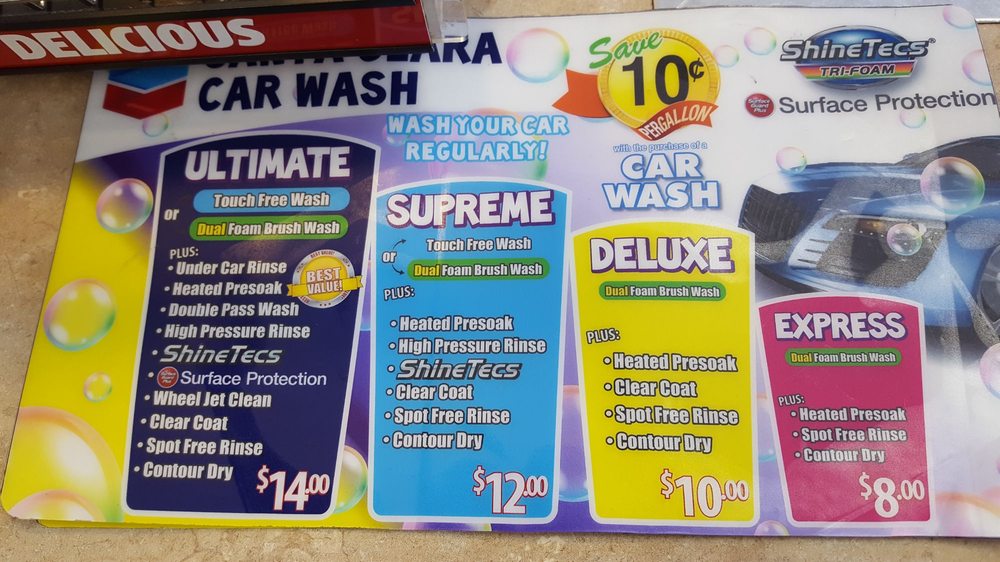 DELICIOUS
SANTA CLARA
CAR WASH
WASH YOUR CAR
REGULARLY!
Save
10¢
PER GALLON
with the purchase of a
CAR
WASH
ShineTecs®
TRI-FOAM
Surface Guard Plus
Surface Protection
ULTIMATE
Touch Free Wash
or
Dual Foam Brush Wash
PLUS:
• Under Car Rinse
• Heated Presoak
BEST VALUE!
• Double Pass Wash
• High Pressure Rinse
• ShineTecs
• Surface Protection
• Wheel Jet Clean
• Clear Coat
• Spot Free Rinse
• Contour Dry
$14.00
SUPREME
Touch Free Wash
or
Dual Foam Brush Wash
PLUS:
• Heated Presoak
• High Pressure Rinse
• ShineTecs
• Clear Coat
• Spot Free Rinse
• Contour Dry
$12.00
DELUXE
Dual Foam Brush Wash
PLUS:
• Heated Presoak
• Clear Coat
• Spot Free Rinse
• Contour Dry
$10.00
EXPRESS
Dual Foam Brush Wash
PLUS:
• Heated Presoak
• Spot Free Rinse
• Contour Dry
$8.00